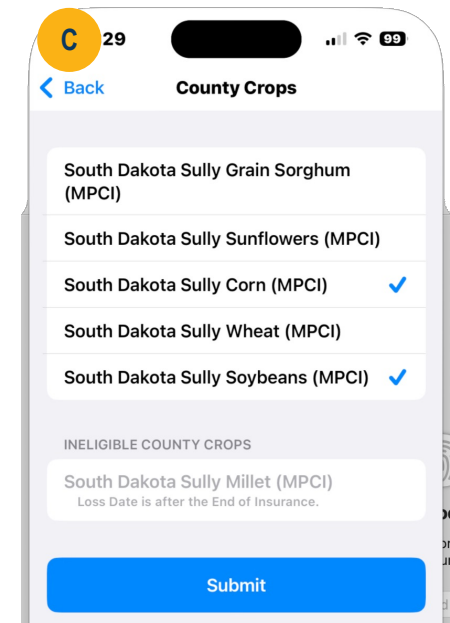 C 29 99
Back County Crops
South Dakota Sully Grain Sorghum
(MPCI)
South Dakota Sully Sunflowers (MPCI)
South Dakota Sully Corn (MPCI)
South Dakota Sully Wheat (MPCI)
South Dakota Sully Soybeans (MPCI)
INELIGIBLE COUNTY CROPS
South Dakota Sully Millet (MPCI)
Loss Date is after the End of Insurance.
Submit